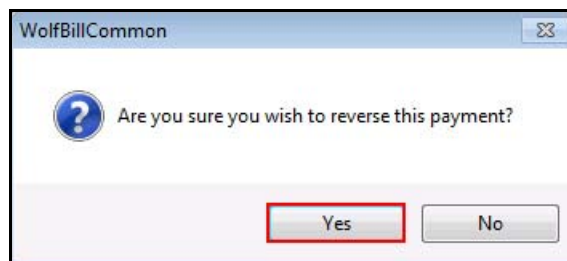 WolfBillCommon
Are you sure you wish to reverse this payment?
Yes No